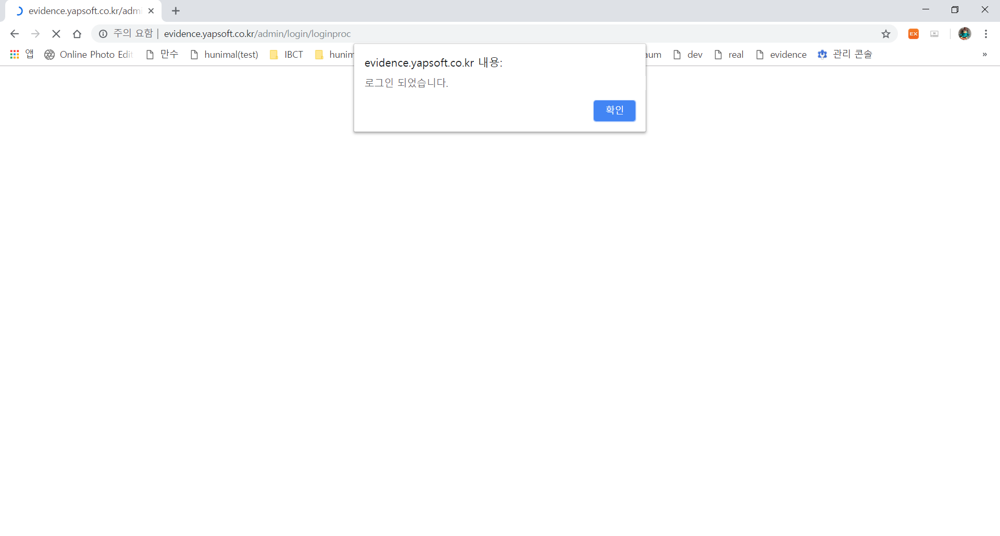 evidence.yapsoft.co.kr/admi
주의 요함 | evidence.yapsoft.co.kr/admin/login/loginproc
EX
앱 Online Photo Edit 만수 hunimal(test) IBCT hunim aum dev real evidence 관리 콘솔 »
evidence.yapsoft.co.kr 내용:
로그인 되었습니다.
확인